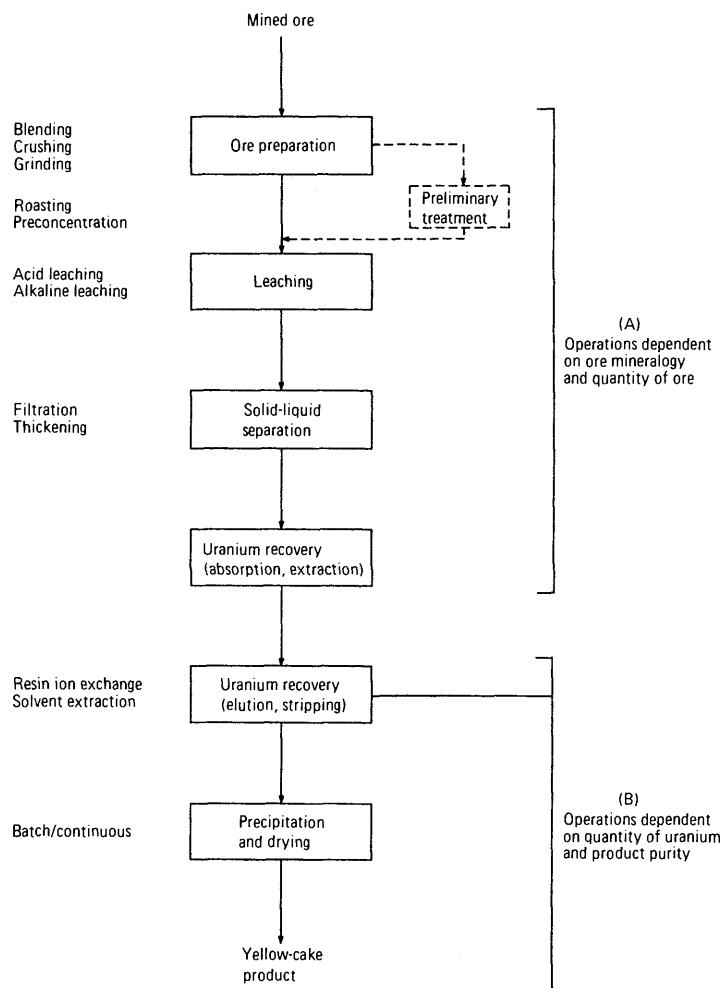 Mined ore
Blending
Crushing
Grinding
Ore preparation
Preliminary
treatment
Roasting
Preconcentration
Acid leaching
Alkaline leaching
Leaching
(A)
Operations dependent
on ore mineralogy
and quantity of ore
Filtration
Thickening
Solid-liquid
separation
Uranium recovery
(absorption, extraction)
Resin ion exchange
Solvent extraction
Uranium recovery
(elution, stripping)
(B)
Operations dependent
on quantity of uranium
and product purity
Batch/continuous
Precipitation
and drying
Yellow-cake
product